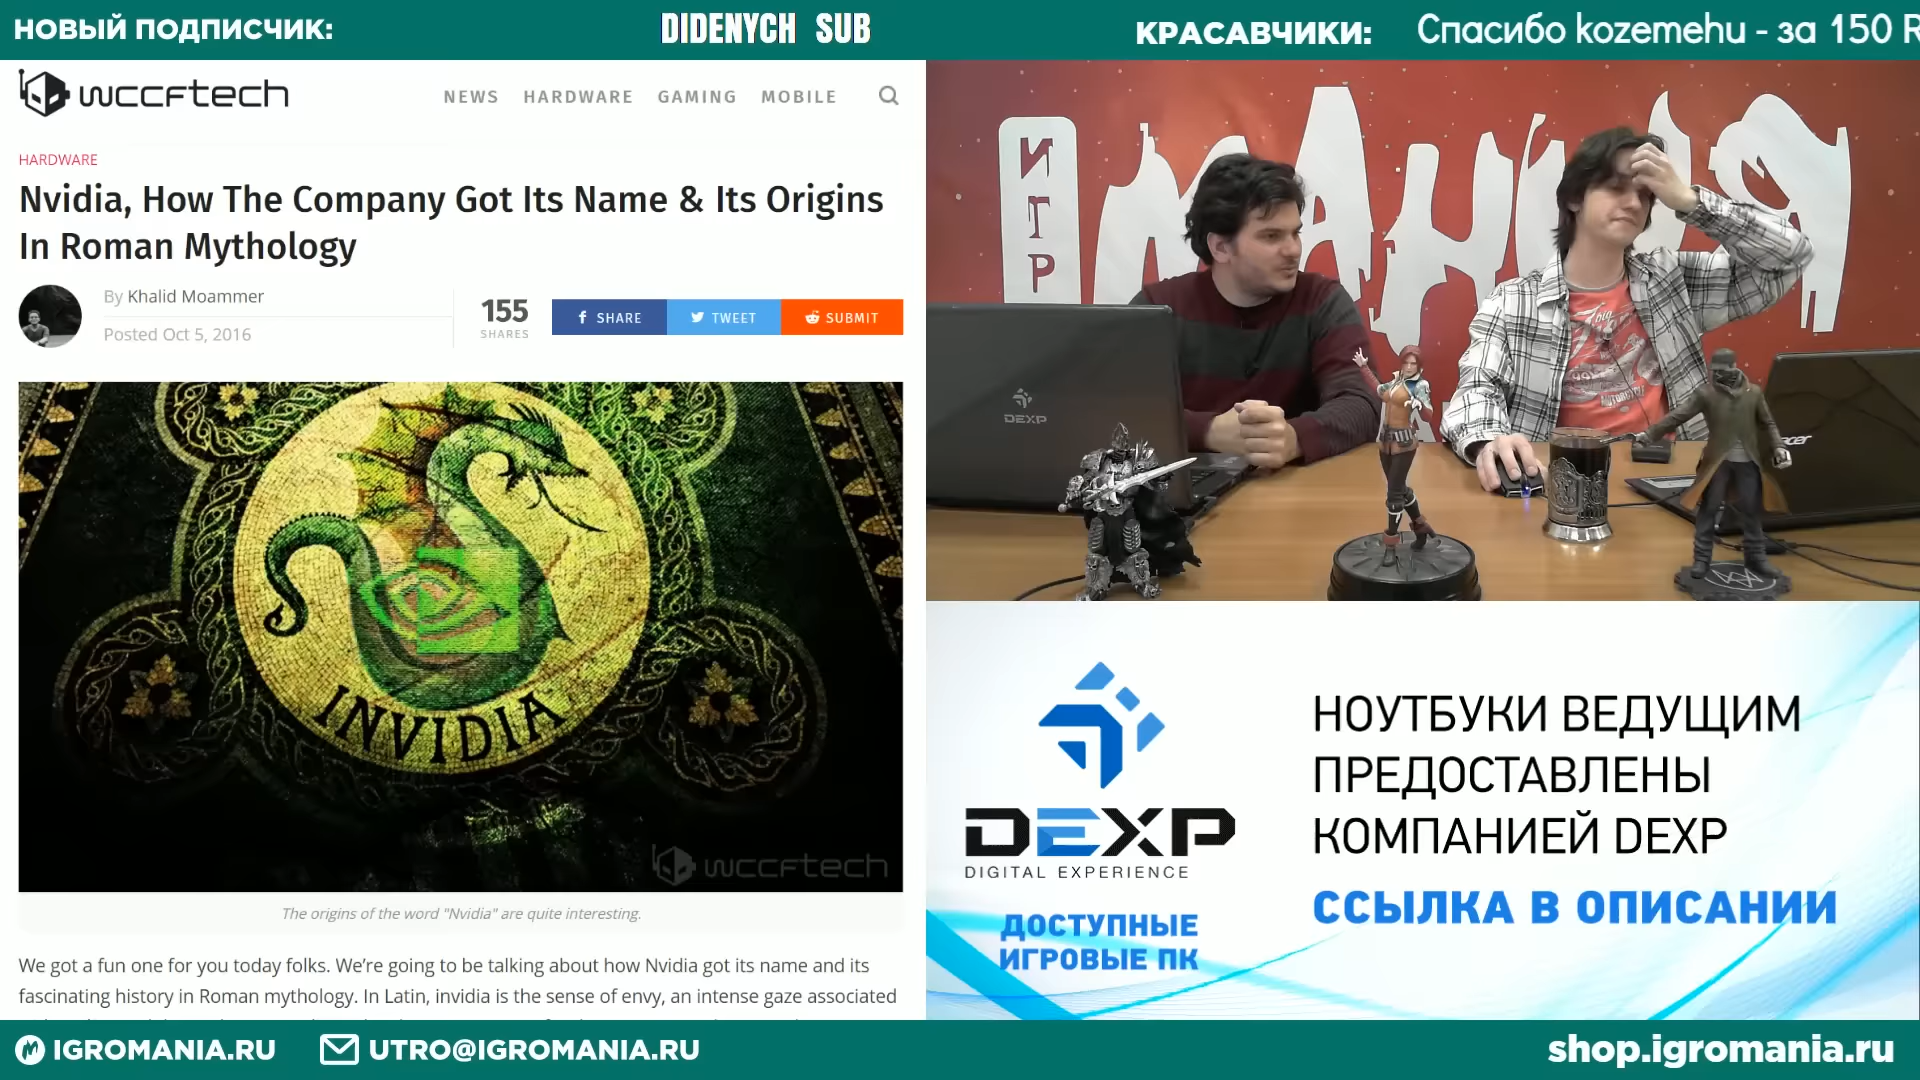 НОВЫЙ ПОДПИСЧИК:
DIDENYCH SUB
КРАСАВЧИКИ:
Спасибо kozemehu - за 150 R
wccftech
NEWS HARDWARE GAMING MOBILE
HARDWARE
Nvidia, How The Company Got Its Name & Its Origins
In Roman Mythology
By Khalid Moammer
Posted Oct 5, 2016
155
SHARES
SHARE
TWEET
SUBMIT
INVIDIA
wccftech
The origins of the word "Nvidia" are quite interesting.
We got a fun one for you today folks. We’re going to be talking about how Nvidia got its name and its
fascinating history in Roman mythology. In Latin, invidia is the sense of envy, an intense gaze associated
ИГР
МАНИЯ
DEXP
acer
DEXP
DIGITAL EXPERIENCE
ДОСТУПНЫЕ
ИГРОВЫЕ ПК
НОУТБУКИ ВЕДУЩИМ
ПРЕДОСТАВЛЕНЫ
КОМПАНИЕЙ DEXP
ССЫЛКА В ОПИСАНИИ
IGROMANIA.RU
UTRO@IGROMANIA.RU
shop.igromania.ru